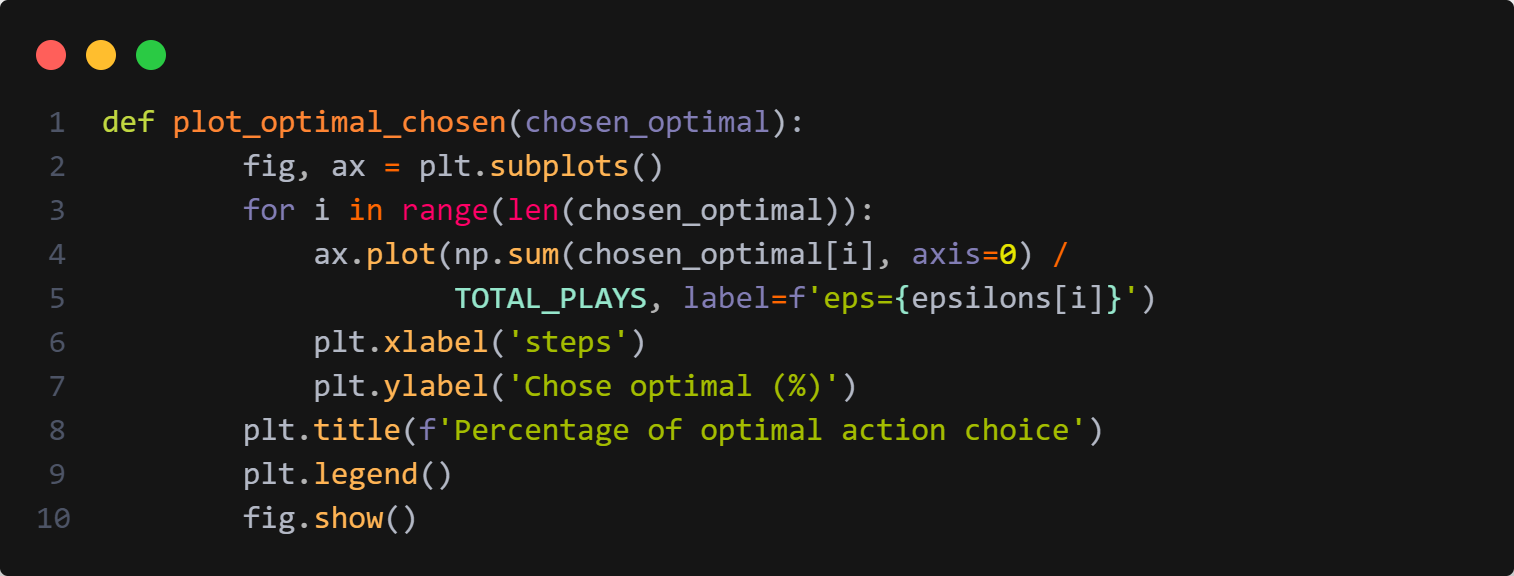 1 def plot_optimal_chosen(chosen_optimal):
2         fig, ax = plt.subplots()
3         for i in range(len(chosen_optimal)):
4             ax.plot(np.sum(chosen_optimal[i], axis=0) /
5                     TOTAL_PLAYS, label=f'eps={epsilons[i]}')
6             plt.xlabel('steps')
7             plt.ylabel('Chose optimal (%)')
8         plt.title(f'Percentage of optimal action choice')
9         plt.legend()
10         fig.show()